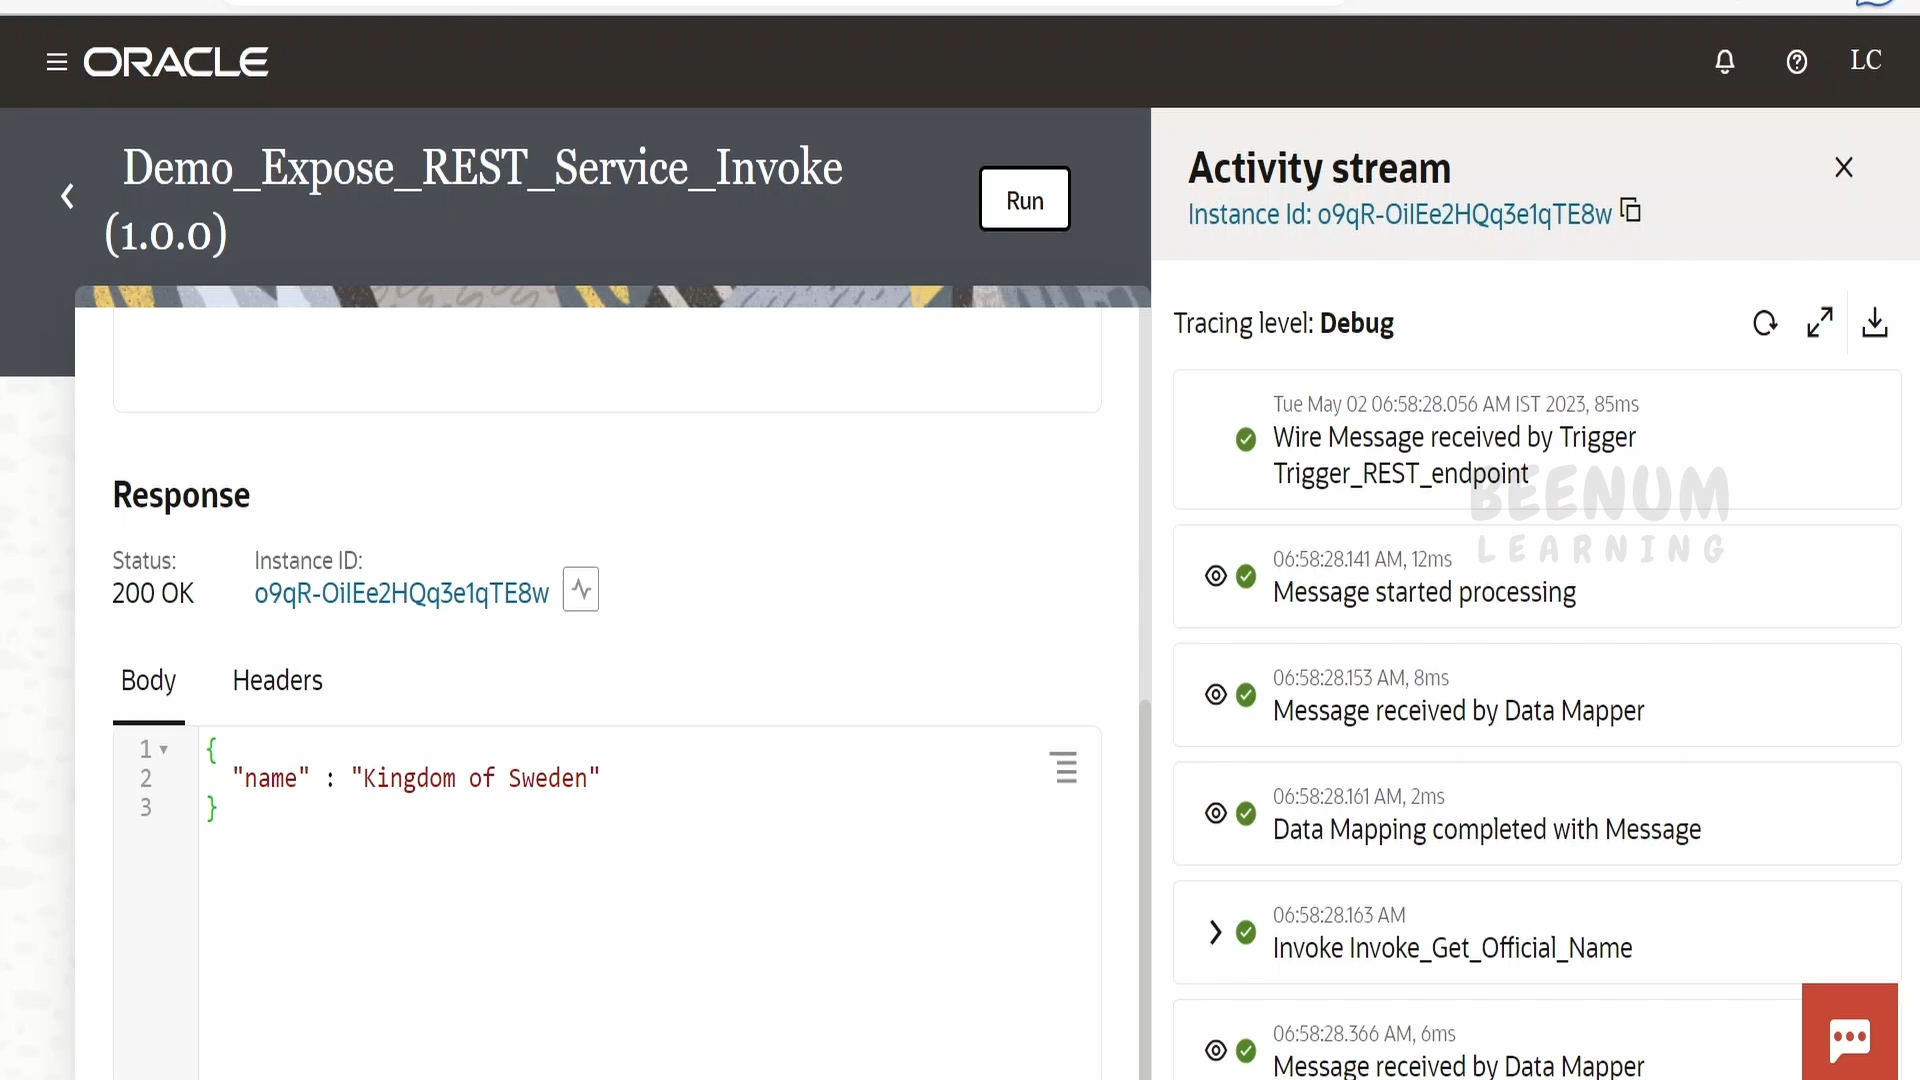 ORACLE
LC
Demo_Expose_REST_Service_Invoke
(1.0.0)
Run
Response
Status:
200 OK
Instance ID:
o9qR-OilEe2HQq3e1qTE8w
Body
Headers
1
2
3
{
"name" : "Kingdom of Sweden"
}
Activity stream
Instance Id: o9qR-OilEe2HQq3e1qTE8w
Tracing level: Debug
Tue May 02 06:58:28.056 AM IST 2023, 85ms
Wire Message received by Trigger
Trigger_REST_endpoint
BEENUM
LEARNING
06:58:28.141 AM, 12ms
Message started processing
06:58:28.153 AM, 8ms
Message received by Data Mapper
06:58:28.161 AM, 2ms
Data Mapping completed with Message
06:58:28.163 AM
Invoke Invoke_Get_Official_Name
06:58:28.366 AM, 6ms
Message received by Data Mapper